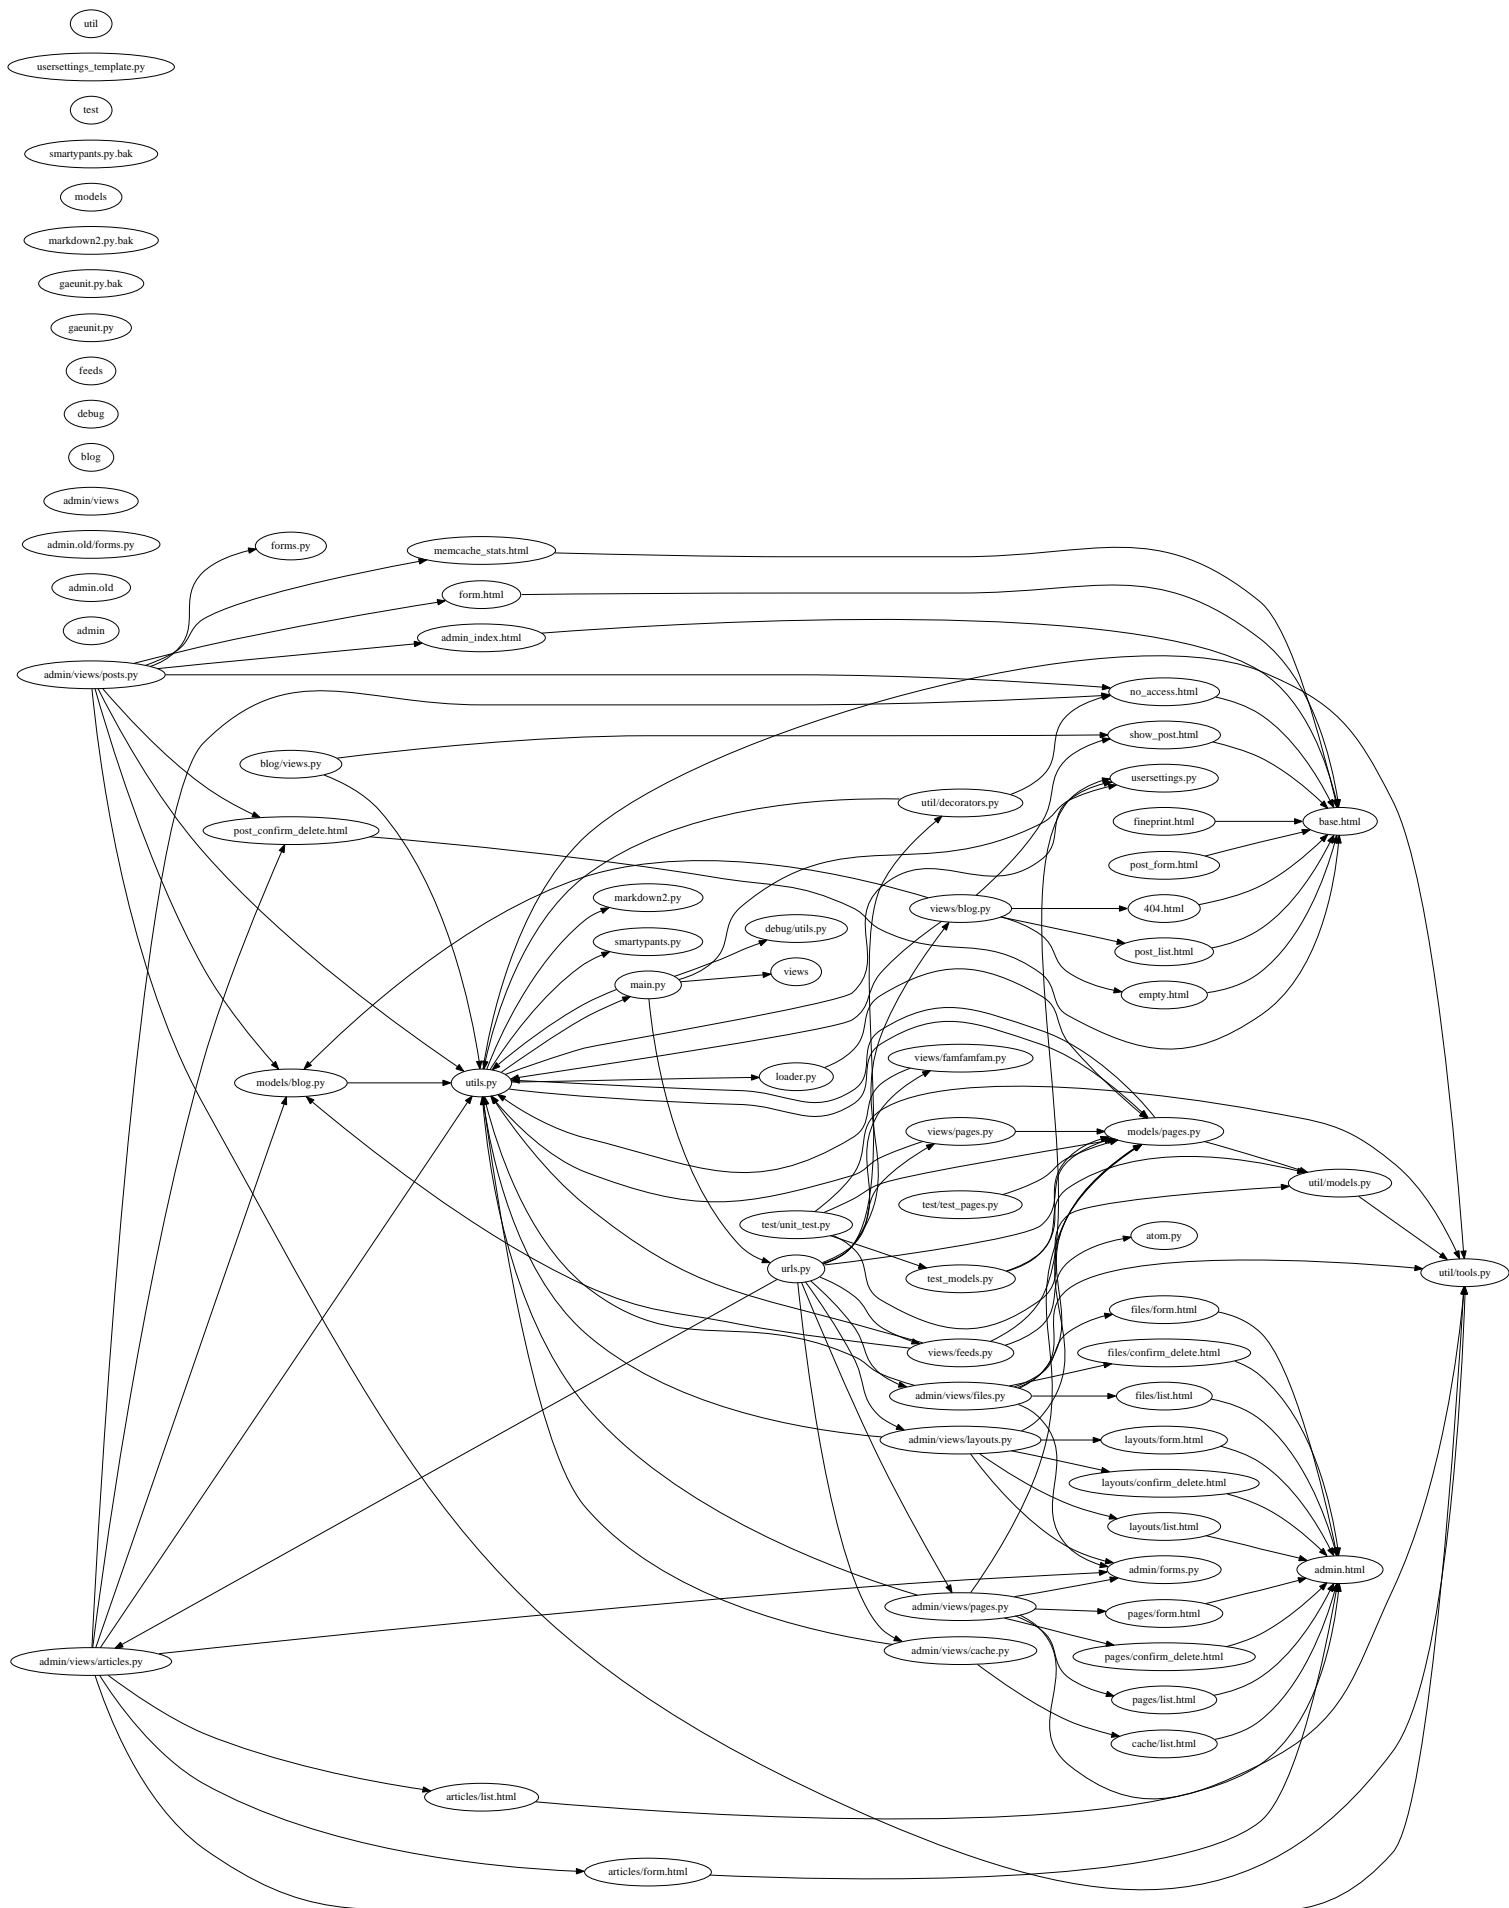 util
usersettings_template.py
test
smartypants.py.bak
models
markdown2.py.bak
gaeunit.py.bak
gaeunit.py
feeds
debug
blog
admin/views
admin.old/forms.py
admin.old
admin
admin/views/posts.py
forms.py
memcache_stats.html
form.html
admin_index.html
no_access.html
blog/views.py
show_post.html
usersettings.py
util/decorators.py
post_confirm_delete.html
fineprint.html
base.html
post_form.html
markdown2.py
views/blog.py
404.html
debug/utils.py
smartypants.py
post_list.html
views
main.py
empty.html
views/famfamfam.py
loader.py
models/blog.py
utils.py
views/pages.py
models/pages.py
util/models.py
test/test_pages.py
test/unit_test.py
atom.py
urls.py
test_models.py
util/tools.py
files/form.html
views/feeds.py
files/confirm_delete.html
admin/views/files.py
files/list.html
admin/views/layouts.py
layouts/form.html
layouts/confirm_delete.html
layouts/list.html
admin/forms.py
admin.html
admin/views/pages.py
pages/form.html
admin/views/cache.py
pages/confirm_delete.html
admin/views/articles.py
pages/list.html
cache/list.html
articles/list.html
articles/form.html